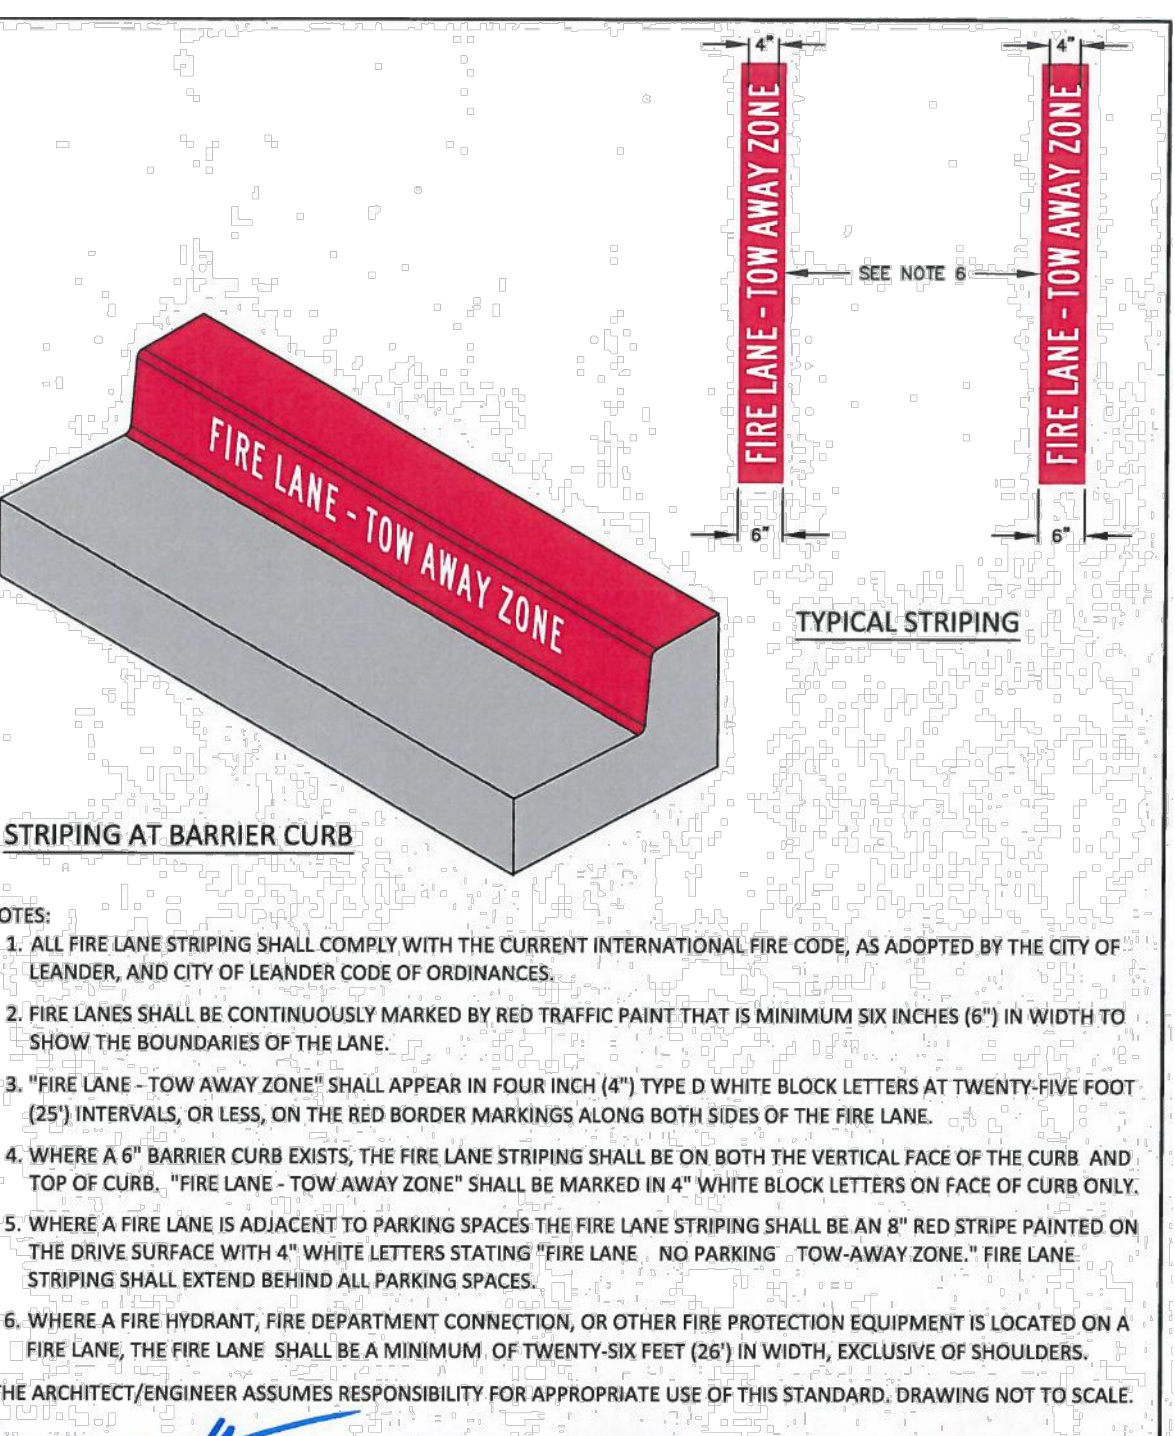 4"
4"
FIRE LANE - TOW AWAY ZONE
FIRE LANE - TOW AWAY ZONE
SEE NOTE 6
FIRE LANE - TOW AWAY ZONE
6"
6"
TYPICAL STRIPING
STRIPING AT BARRIER CURB
OTES:
1. ALL FIRE LANE STRIPING SHALL COMPLY WITH THE CURRENT INTERNATIONAL FIRE CODE, AS ADOPTED BY THE CITY OF
LEANDER, AND CITY OF LEANDER CODE OF ORDINANCES.
2. FIRE LANES SHALL BE CONTINUOUSLY MARKED BY RED TRAFFIC PAINT THAT IS MINIMUM SIX INCHES (6") IN WIDTH TO
SHOW THE BOUNDARIES OF THE LANE.
3. "FIRE LANE - TOW AWAY ZONE" SHALL APPEAR IN FOUR INCH (4") TYPE D WHITE BLOCK LETTERS AT TWENTY-FIVE FOOT
(25') INTERVALS, OR LESS, ON THE RED BORDER MARKINGS ALONG BOTH SIDES OF THE FIRE LANE.
4. WHERE A 6" BARRIER CURB EXISTS, THE FIRE LANE STRIPING SHALL BE ON BOTH THE VERTICAL FACE OF THE CURB AND
TOP OF CURB. "FIRE LANE - TOW AWAY ZONE" SHALL BE MARKED IN 4" WHITE BLOCK LETTERS ON FACE OF CURB ONLY.
5. WHERE A FIRE LANE IS ADJACENT TO PARKING SPACES THE FIRE LANE STRIPING SHALL BE AN 8" RED STRIPE PAINTED ON
THE DRIVE SURFACE WITH 4" WHITE LETTERS STATING "FIRE LANE NO PARKING TOW-AWAY ZONE." FIRE LANE
STRIPING SHALL EXTEND BEHIND ALL PARKING SPACES.
6. WHERE A FIRE HYDRANT, FIRE DEPARTMENT CONNECTION, OR OTHER FIRE PROTECTION EQUIPMENT IS LOCATED ON A
FIRE LANE, THE FIRE LANE SHALL BE A MINIMUM OF TWENTY-SIX FEET (26') IN WIDTH, EXCLUSIVE OF SHOULDERS.
HE ARCHITECT/ENGINEER ASSUMES RESPONSIBILITY FOR APPROPRIATE USE OF THIS STANDARD. DRAWING NOT TO SCALE.